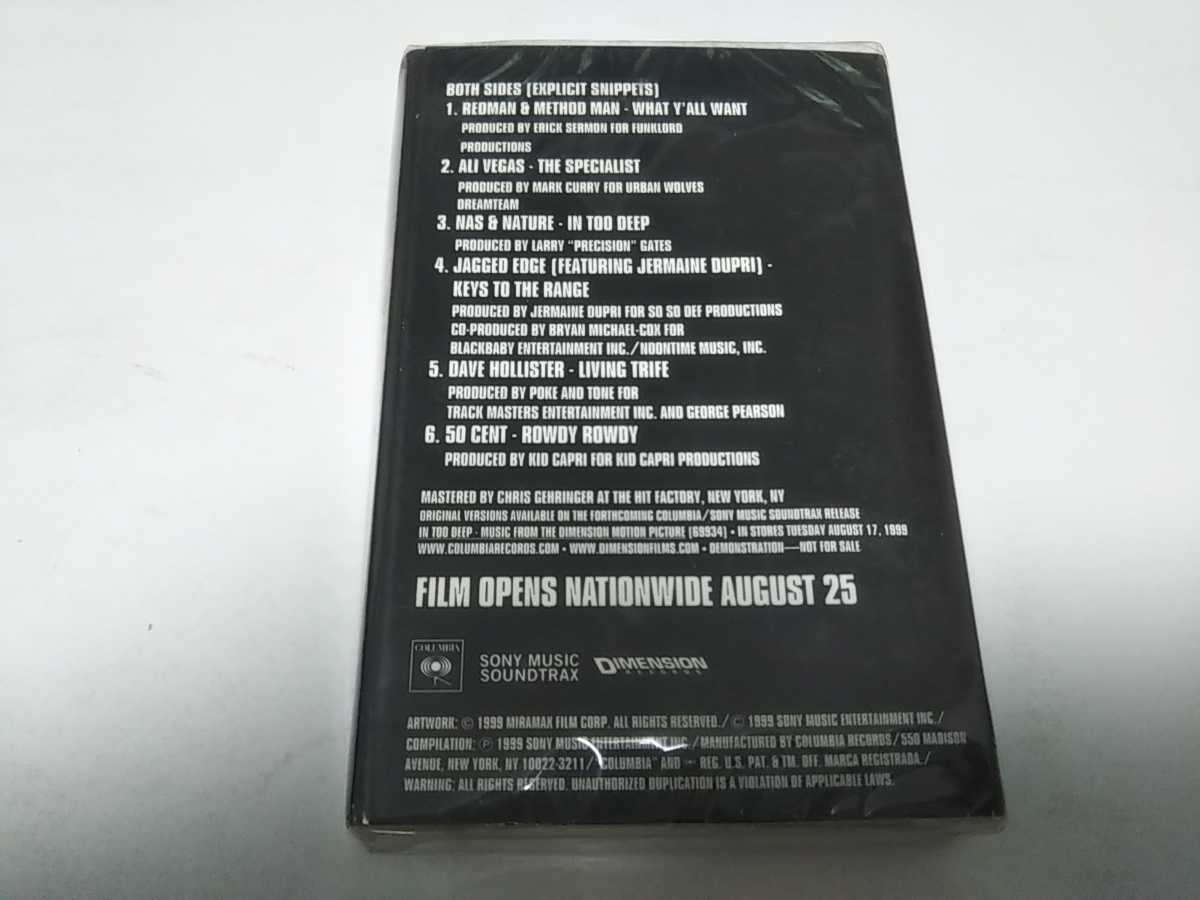 BOTH SIDES (EXPLICIT SNIPPETS)
1. REDMAN & METHOD MAN - WHAT Y'ALL WANT
PRODUCED BY ERICK SERMON FOR FUNKLORD
PRODUCTIONS
2. ALI VEGAS - THE SPECIALIST
PRODUCED BY MARK CURRY FOR URBAN WOLVES
DREAMTEAM
3. NAS & NATURE - IN TOO DEEP
PRODUCED BY LARRY "PRECISION" GATES
4. JAGGED EDGE (FEATURING JERMAINE DUPRI) -
KEYS TO THE RANGE
PRODUCED BY JERMAINE DUPRI FOR SO SO DEF PRODUCTIONS
CO-PRODUCED BY BRYAN MICHAEL-COX FOR
BLACKBABY ENTERTAINMENT INC./NOONTIME MUSIC, INC.
5. DAVE HOLLISTER - LIVING TRIFE
PRODUCED BY POKE AND TONE FOR
TRACK MASTERS ENTERTAINMENT INC. AND GEORGE PEARSON
6. 50 CENT - ROWDY ROWDY
PRODUCED BY KID CAPRI FOR KID CAPRI PRODUCTIONS
MASTERED BY CHRIS GEHRINGER AT THE HIT FACTORY, NEW YORK, NY
ORIGINAL VERSIONS AVAILABLE ON THE FORTHCOMING COLUMBIA/SONY MUSIC SOUNDTRAX RELEASE
IN TOO DEEP - MUSIC FROM THE DIMENSION MOTION PICTURE (69934) • IN STORES TUESDAY AUGUST 17, 1999
WWW.COLUMBIARECORDS.COM • WWW.DIMENSIONFILMS.COM • DEMONSTRATION—NOT FOR SALE
FILM OPENS NATIONWIDE AUGUST 25
COLUMBIA
SONY MUSIC
SOUNDTRAX
DIMENSION
RECORDS
ARTWORK: © 1999 MIRAMAX FILM CORP. ALL RIGHTS RESERVED./© 1999 SONY MUSIC ENTERTAINMENT INC./
COMPILATION: ℗ 1999 SONY MUSIC ENTERTAINMENT INC./MANUFACTURED BY COLUMBIA RECORDS/550 MADISON
AVENUE, NEW YORK, NY 10022-3211/"COLUMBIA" AND REG. U.S. PAT. & TM. OFF. MARCA REGISTRADA./
WARNING: ALL RIGHTS RESERVED. UNAUTHORIZED DUPLICATION IS A VIOLATION OF APPLICABLE LAWS.